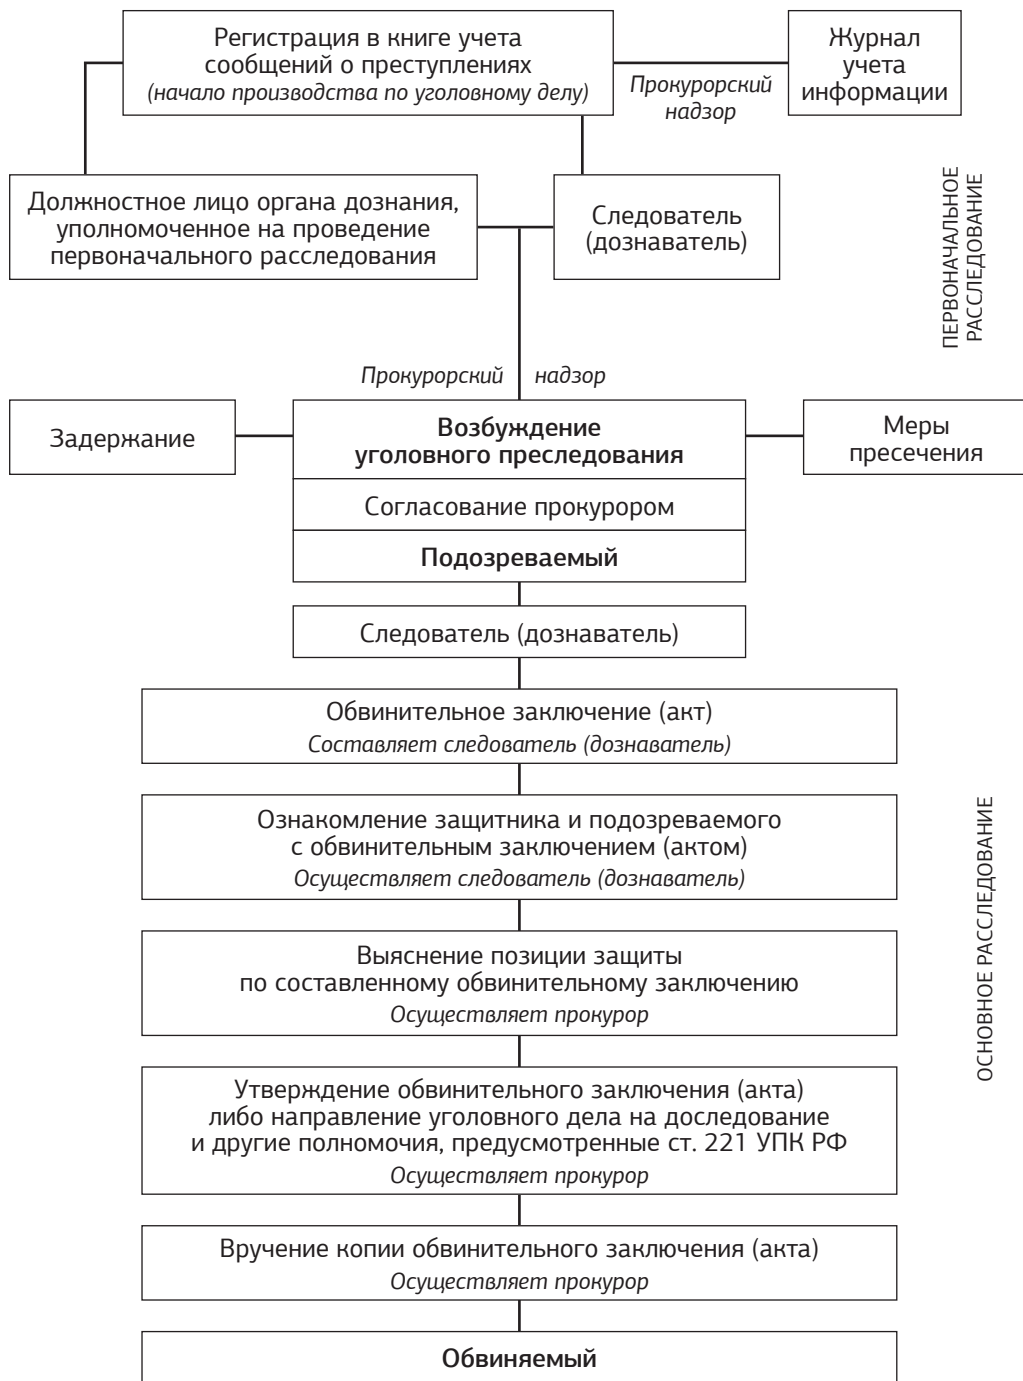 Регистрация в книге учета
сообщений о преступлениях
(начало производства по уголовному делу)
Прокурорский
надзор
Журнал
учета
информации
Должностное лицо органа дознания,
уполномоченное на проведение
первоначального расследования
Следователь
(дознаватель)
ПЕРВОНАЧАЛЬНОЕ
РАССЛЕДОВАНИЕ
Прокурорский надзор
Задержание
Возбуждение
уголовного преследования
Меры
пресечения
Согласование прокурором
Подозреваемый
Следователь (дознаватель)
Обвинительное заключение (акт)
Составляет следователь (дознаватель)
Ознакомление защитника и подозреваемого
с обвинительным заключением (актом)
Осуществляет следователь (дознаватель)
Выяснение позиции защиты
по составленному обвинительному заключению
Осуществляет прокурор
Утверждение обвинительного заключения (акта)
либо направление уголовного дела на доследование
и другие полномочия, предусмотренные ст. 221 УПК РФ
Осуществляет прокурор
Вручение копии обвинительного заключения (акта)
Осуществляет прокурор
Обвиняемый
ОСНОВНОЕ РАССЛЕДОВАНИЕ